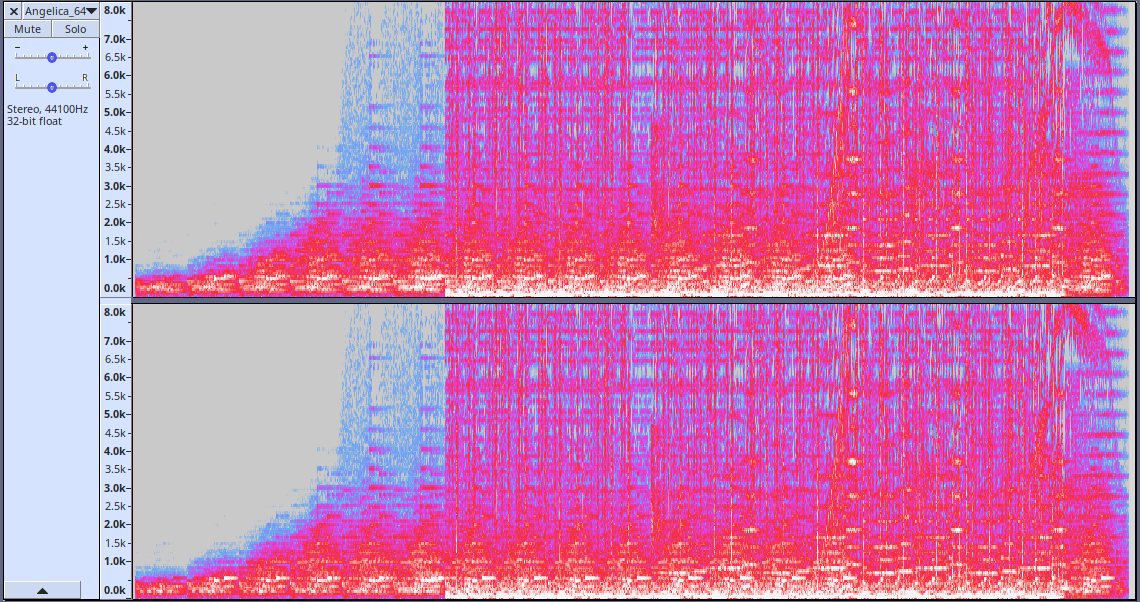 Angelica_64
Mute Solo
- +
L R
Stereo, 44100Hz
32-bit float
8.0k
7.0k
6.5k
6.0k
5.5k
5.0k
4.5k
4.0k
3.5k
3.0k
2.5k
2.0k
1.5k
1.0k
0.0k
8.0k
7.0k
6.5k
6.0k
5.5k
5.0k
4.5k
4.0k
3.5k
3.0k
2.5k
2.0k
1.5k
1.0k
0.0k